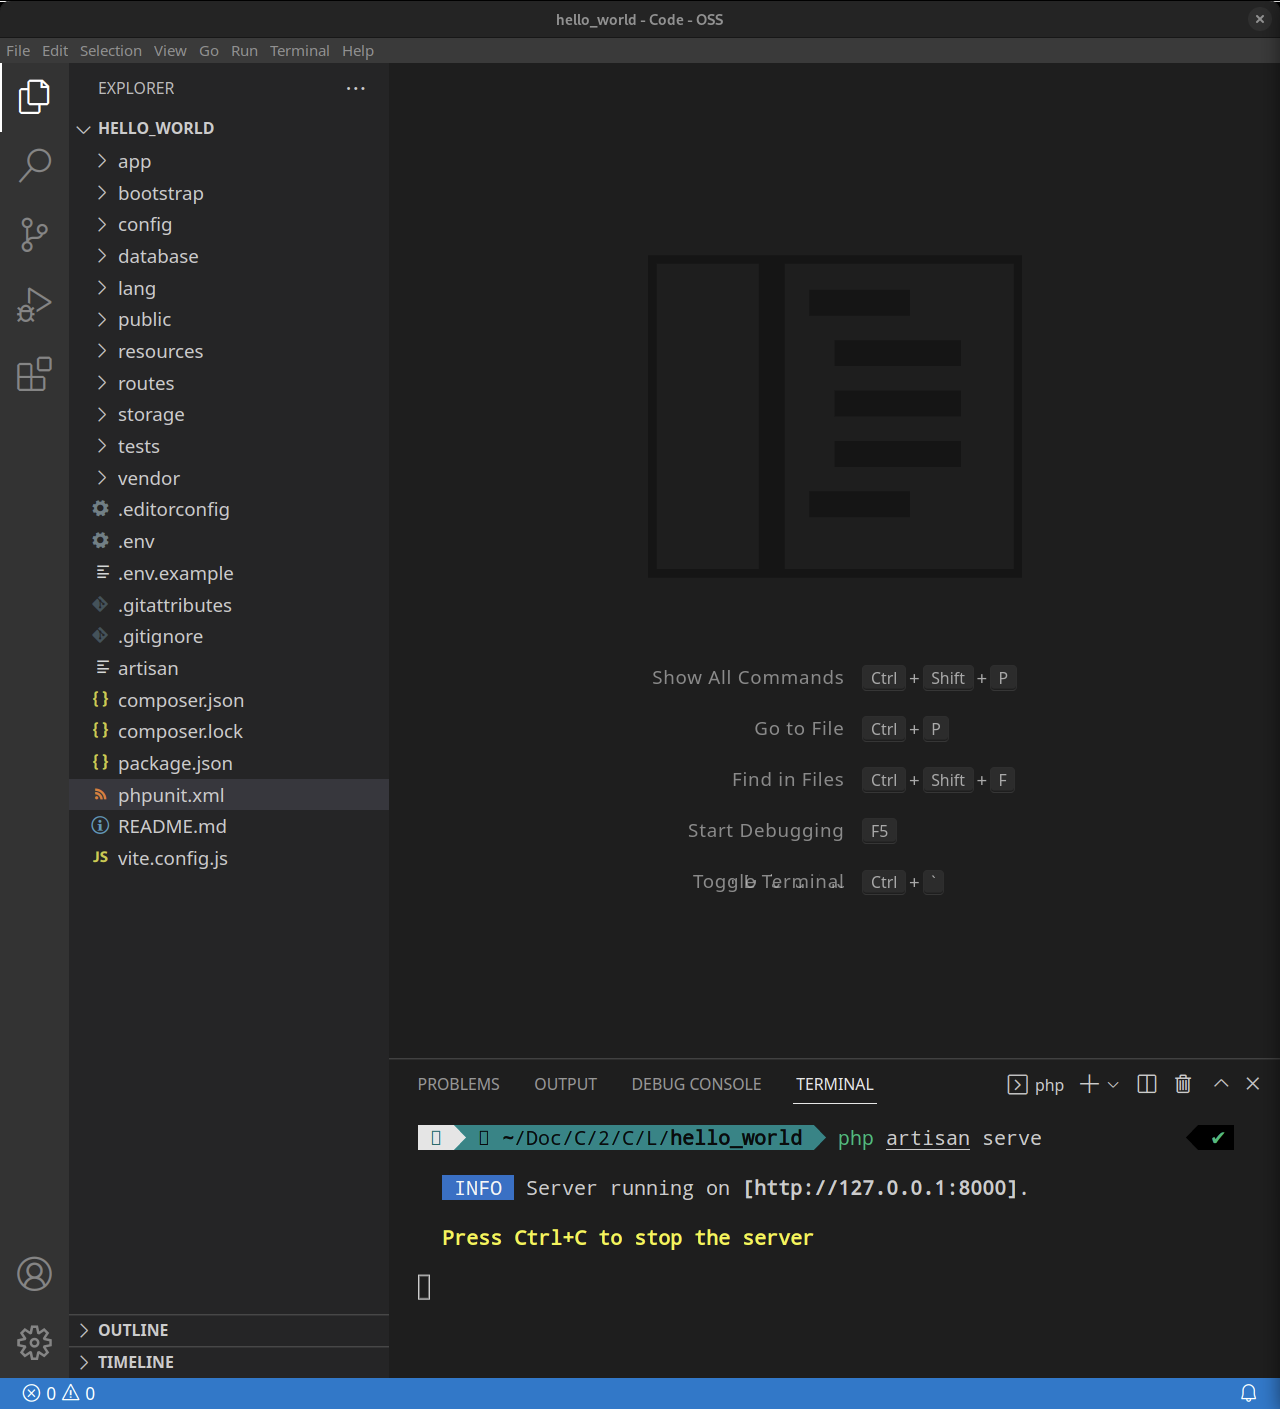 hello_world - Code - OSS
File Edit Selection View Go Run Terminal Help
EXPLORER
HELLO_WORLD
app
bootstrap
config
database
lang
public
resources
routes
storage
tests
vendor
.editorconfig
.env
.env.example
.gitattributes
.gitignore
artisan
composer.json
composer.lock
package.json
phpunit.xml
README.md
JS vite.config.js
OUTLINE
TIMELINE
Show All Commands Ctrl + Shift + P
Go to File Ctrl + P
Find in Files Ctrl + Shift + F
Start Debugging F5
Toggle Terminal Ctrl + `
PROBLEMS OUTPUT DEBUG CONSOLE TERMINAL php
~/Doc/C/2/C/L/hello_world php artisan serve ✔
INFO Server running on [http://127.0.0.1:8000].
Press Ctrl+C to stop the server
0 0